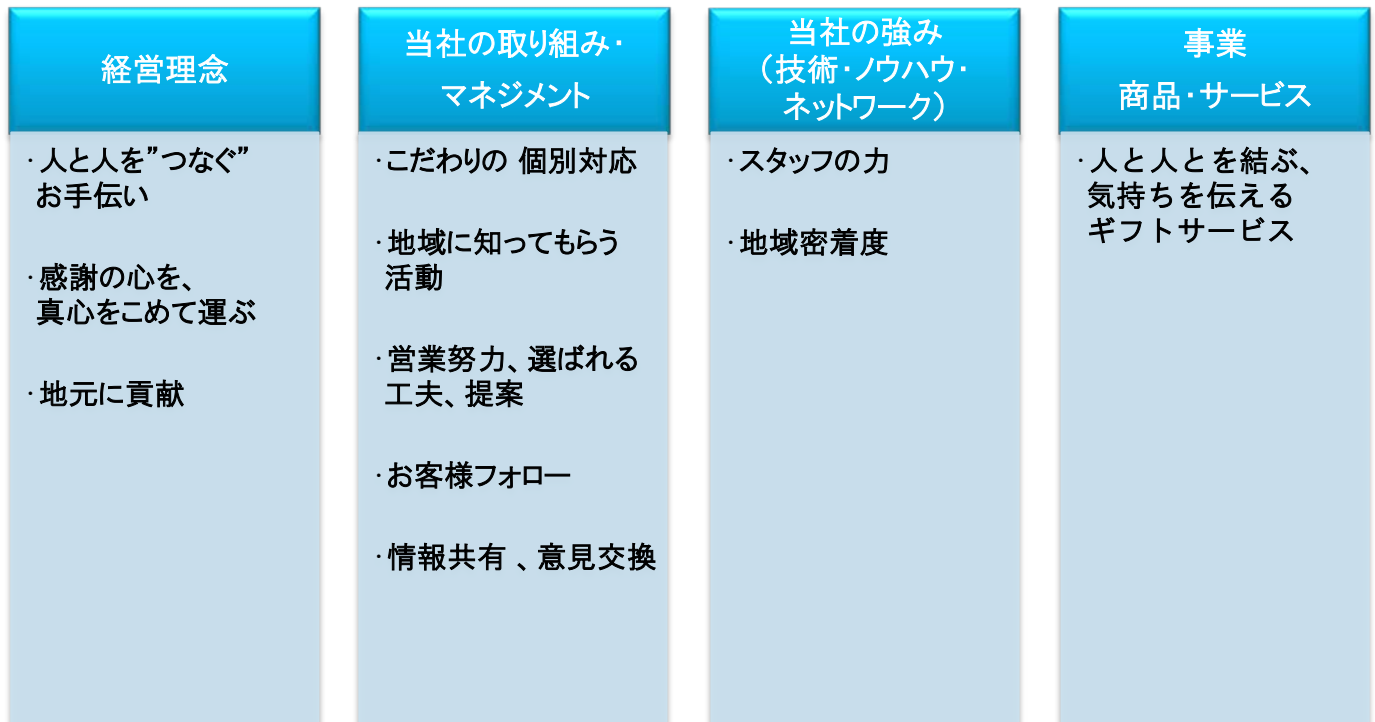 経営理念
・人と人を”つなぐ”
お手伝い
・感謝の心を、
真心をこめて運ぶ
・地元に貢献
当社の取り組み・
マネジメント
・こだわりの 個別対応
・地域に知ってもらう
活動
・営業努力、選ばれる
工夫、提案
・お客様フォロー
・情報共有 、意見交換
当社の強み
（技術・ノウハウ・
ネットワーク）
・スタッフの力
・地域密着度
事業
商品・サービス
・人と人とを結ぶ、
気持ちを伝える
ギフトサービス